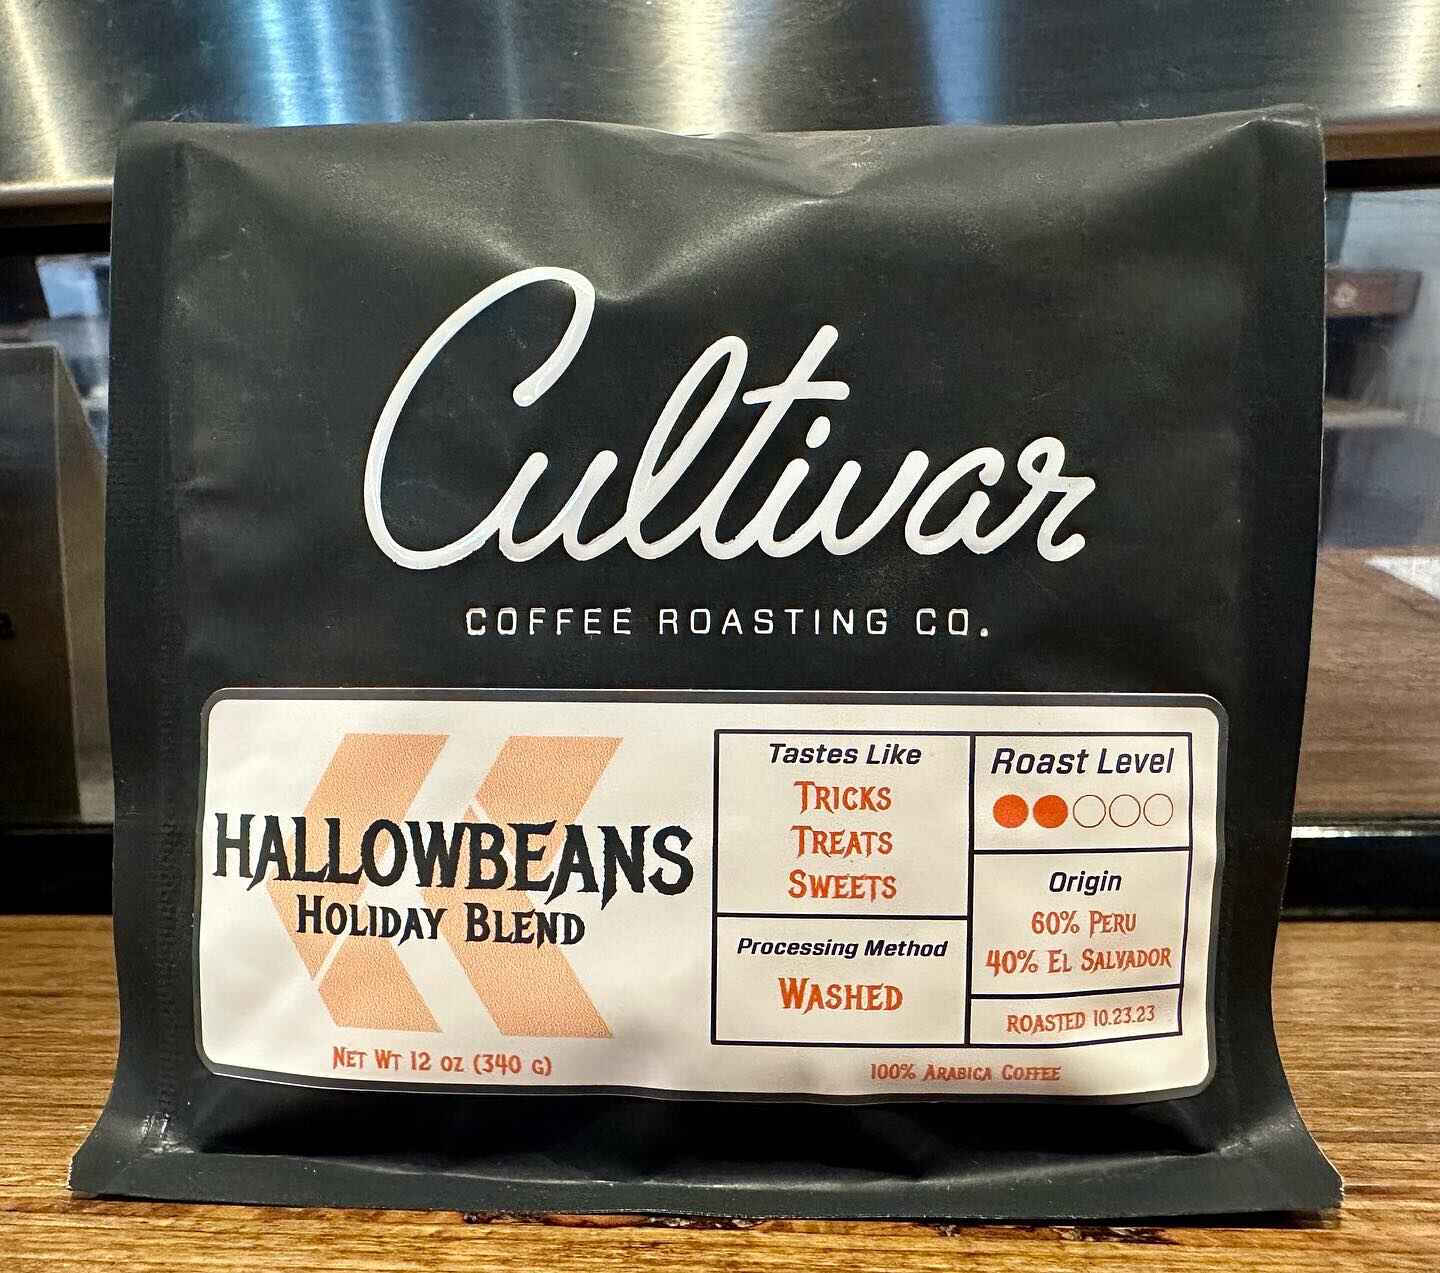 Cultivar
COFFEE ROASTING CO.
HALLOWBEANS
HOLIDAY BLEND
NET WT 12 OZ (340 G)
Tastes Like
TRICKS
TREATS
SWEETS
Processing Method
WASHED
Roast Level
Origin
60% PERU
40% EL SALVADOR
ROASTED 10.23.23
100% ARABICA COFFEE